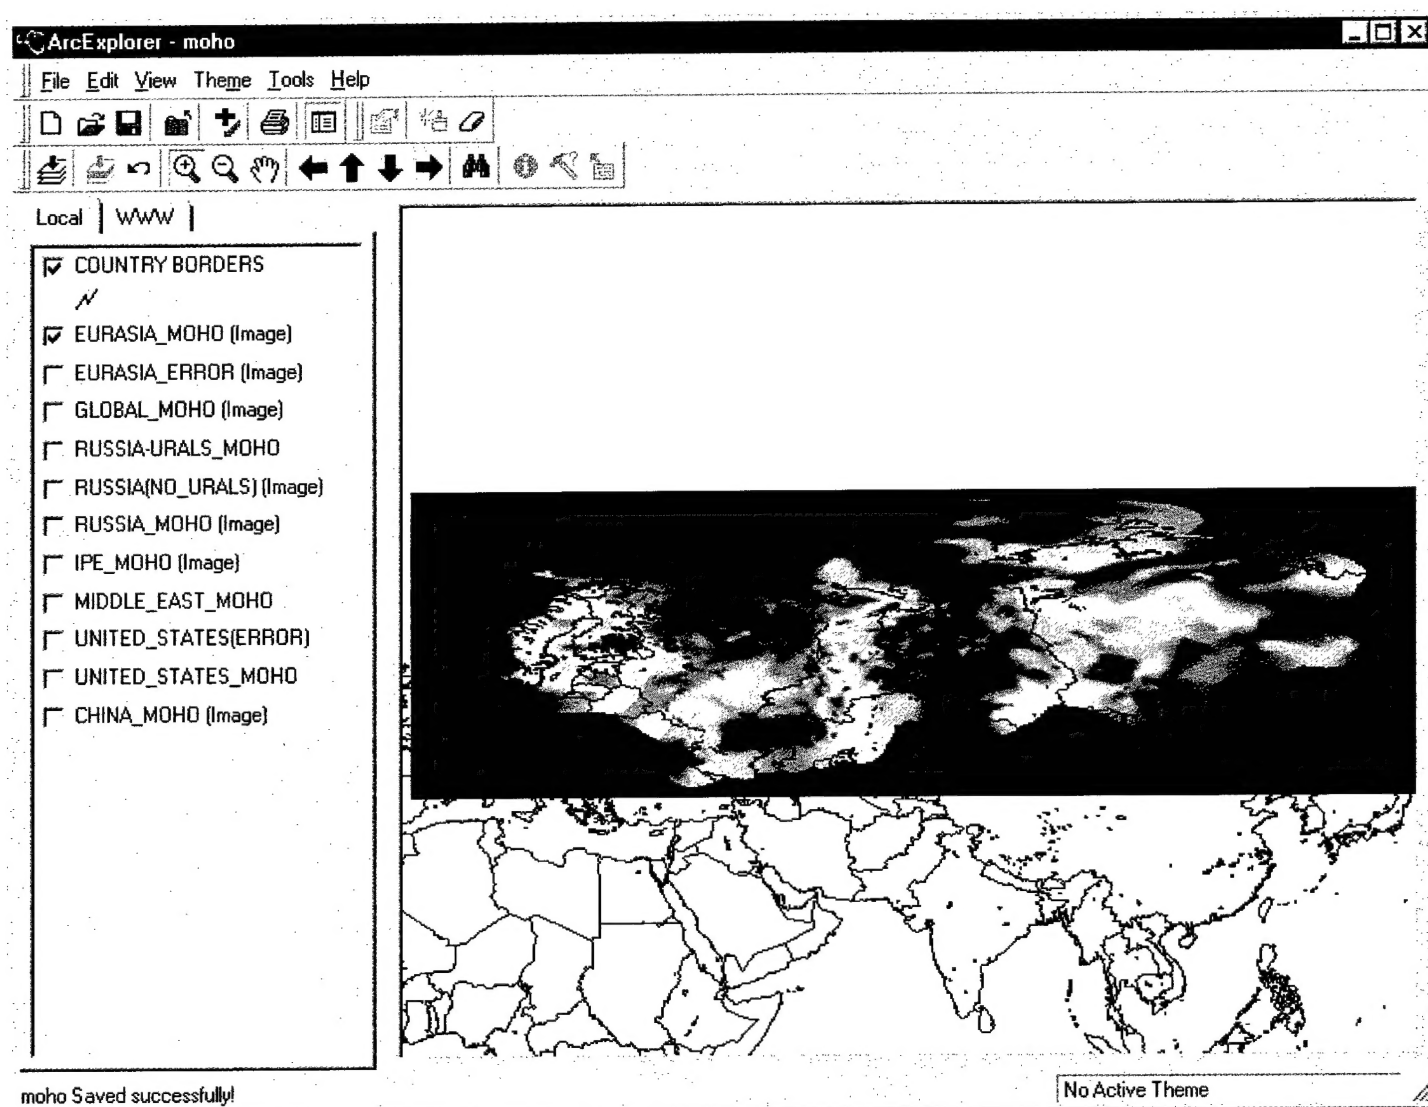 ArcExplorer - moho
File Edit View Theme Tools Help
Local WWW
COUNTRY BORDERS
EURASIA_MOHO (Image)
EURASIA_ERROR (Image)
GLOBAL_MOHO (Image)
RUSSIA-URALS_MOHO
RUSSIA(NO_URALS) (Image)
RUSSIA_MOHO (Image)
IPE_MOHO (Image)
MIDDLE_EAST_MOHO
UNITED_STATES(ERROR)
UNITED_STATES_MOHO
CHINA_MOHO (Image)
moho Saved successfully!
No Active Theme